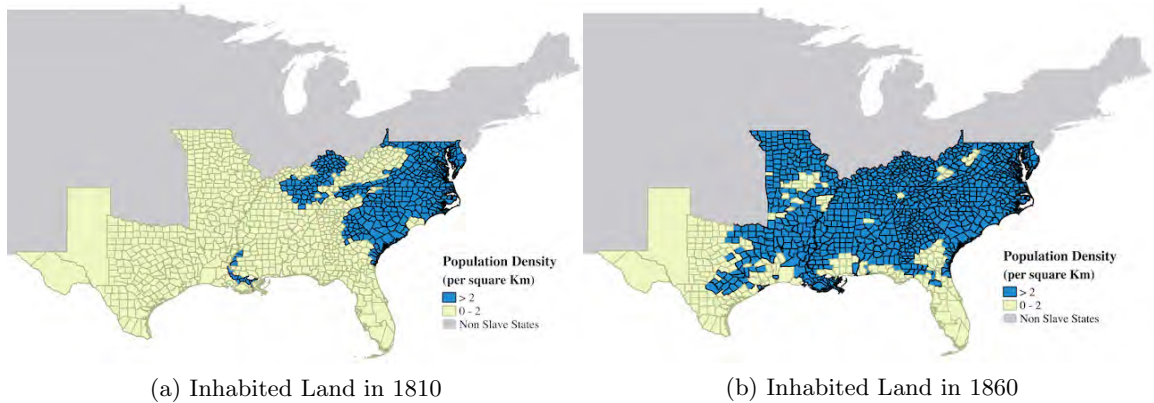 Population Density
(per square Km)
> 2
0 - 2
Non Slave States
(a) Inhabited Land in 1810
Population Density
(per square Km)
> 2
0 - 2
Non Slave States
(b) Inhabited Land in 1860